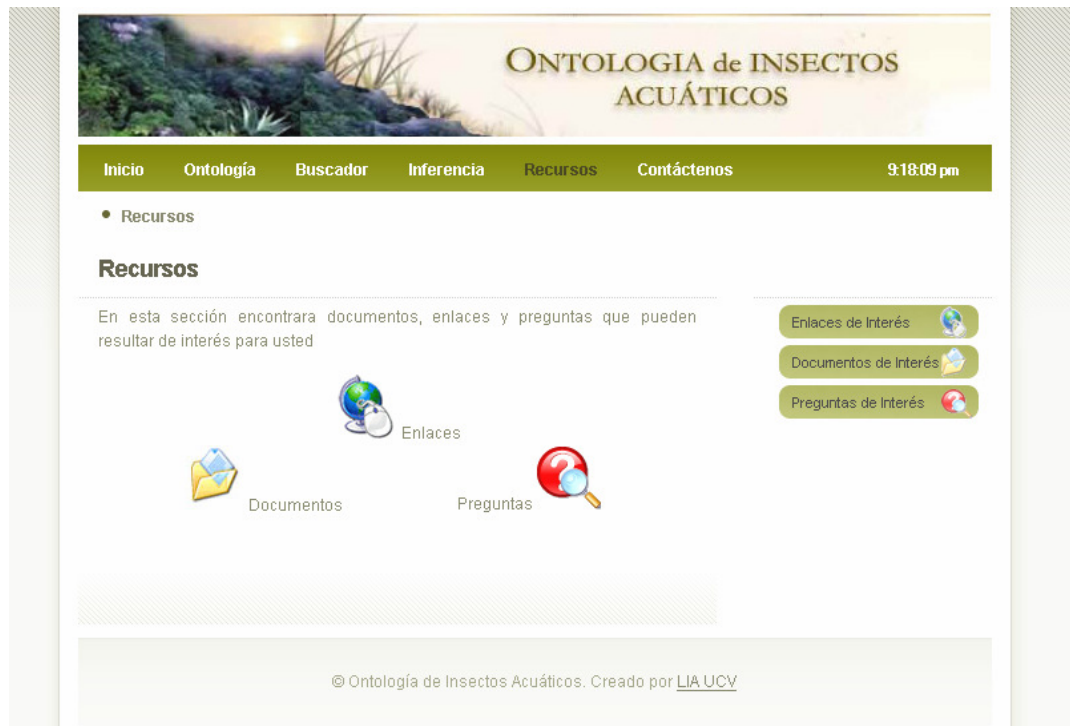 ONTOLOGIA de INSECTOS
ACUÁTICOS
Inicio Ontología Buscador Inferencia Recursos Contáctenos 9:18:09 pm
• Recursos
Recursos
En esta sección encontrara documentos, enlaces y preguntas que pueden
resultar de interés para usted
Enlaces
Documentos
Preguntas
Enlaces de Interés
Documentos de Interés
Preguntas de Interés
© Ontología de Insectos Acuáticos. Creado por LIA UCV